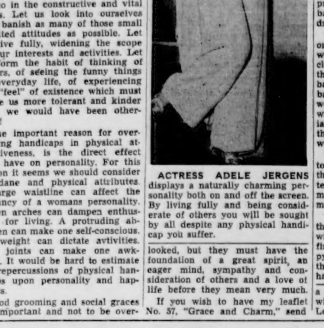 to in the constructive and vital
s. Let us look into ourselves
banish as many of those small
ted attitudes as possible. Let
ive fully, widening the scope
ur interests and activities. Let
form the habit of thinking of
rs, of seeing the funny things
everyday life, of experiencing
"feel" of existence which must
us more tolerant and kinder
we would have been other-
e important reason for over-
ng handicaps in physical at-
iveness, is the direct effect
have on personality. For this
on it seems we should consider
dane and physical attributes.
arge waistline can affect the
ncy of a womans personality.
n arches can dampen enthus-
for living. A protruding ab-
en can make one self-conscious.
weight can dictate activities.
joints can make one awk-
. It would be hard to estimate
repercussions of physical han-
s upon personality and hap-
s.
od grooming and social graces
mportant and not to be over-
ACTRESS ADELE JERGENS
displays a naturally charming per-
sonality both on and off the screen.
By living fully and being consid-
erate of others you will be sought
by all despite any physical handi-
cap you suffer.
looked, but they must have the
foundation of a great spirit, an
eager mind, sympathy and con-
sideration of others and a love of
life before they mean very much.
If you wish to have my leaflet
No. 57, "Grace and Charm," send